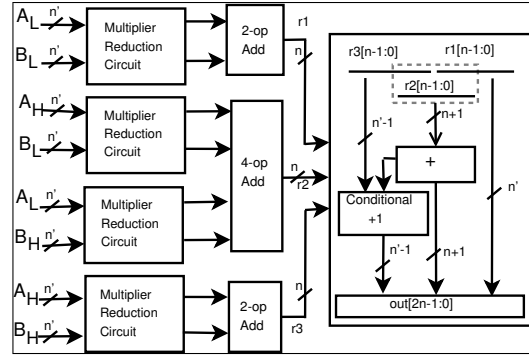 A_L n'
B_L n'
Multiplier
Reduction
Circuit
2-op
Add
r1
n
A_H n'
B_L n'
Multiplier
Reduction
Circuit
A_L n'
B_H n'
Multiplier
Reduction
Circuit
4-op
Add
n
r2
A_H n'
B_H n'
Multiplier
Reduction
Circuit
2-op
Add
n
r3
r3[n-1:0] r1[n-1:0]
r2[n-1:0]
n'-1
n+1
+
Conditional
+1
n'
n'-1
n+1
out[2n-1:0]